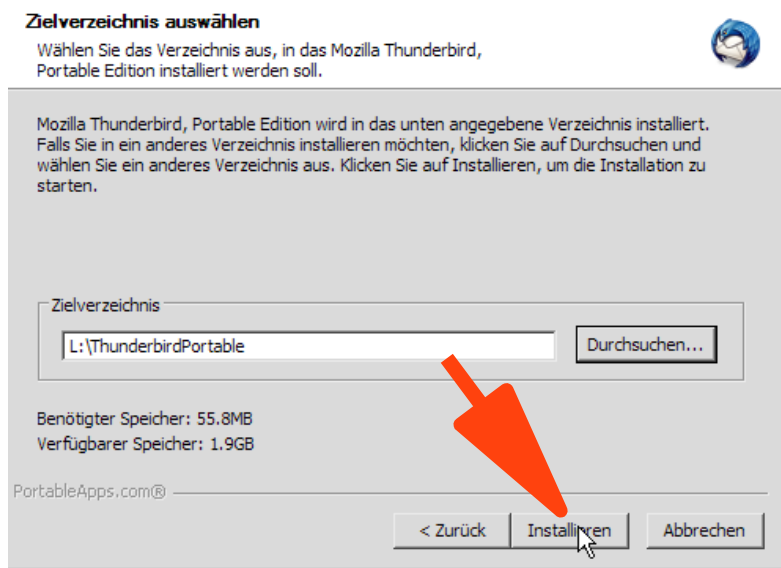 Zielverzeichnis auswählen
Wählen Sie das Verzeichnis aus, in das Mozilla Thunderbird,
Portable Edition installiert werden soll.
Mozilla Thunderbird, Portable Edition wird in das unten angegebene Verzeichnis installiert.
Falls Sie in ein anderes Verzeichnis installieren möchten, klicken Sie auf Durchsuchen und
wählen Sie ein anderes Verzeichnis aus. Klicken Sie auf Installieren, um die Installation zu
starten.
Zielverzeichnis
L:\ThunderbirdPortable
Durchsuchen...
Benötigter Speicher: 55.8MB
Verfügbarer Speicher: 1.9GB
PortableApps.com®
< Zurück
Installieren
Abbrechen